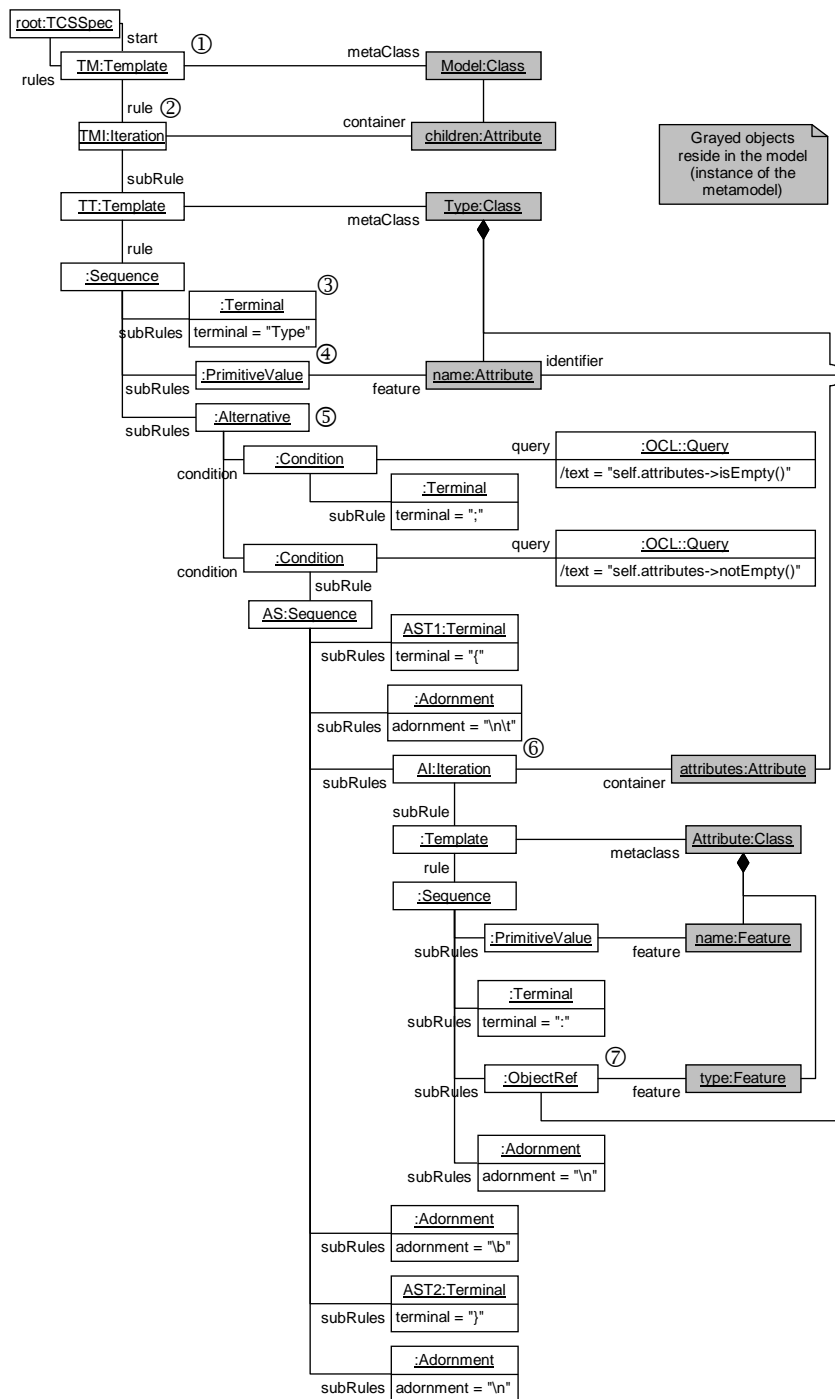 root:TCSSpec
start
rules
①
TM:Template
metaClass
Model:Class
rule
②
TMI:Iteration
container
children:Attribute
Grayed objects
reside in the model
(instance of the
metamodel)
subRule
TT:Template
metaClass
Type:Class
rule
:Sequence
③
:Terminal
subRules
terminal = "Type"
④
:PrimitiveValue
subRules
feature
name:Attribute
identifier
:Alternative
⑤
subRules
:Condition
condition
query
:OCL::Query
/text = "self.attributes->isEmpty()"
:Terminal
subRule
terminal = ";"
:Condition
condition
query
:OCL::Query
/text = "self.attributes->notEmpty()"
subRule
AS:Sequence
AST1:Terminal
subRules
terminal = "{"
:Adornment
subRules
adornment = "\n\t"
⑥
AI:Iteration
subRules
container
attributes:Attribute
subRule
:Template
metaclass
Attribute:Class
rule
:Sequence
:PrimitiveValue
subRules
feature
name:Feature
:Terminal
subRules
terminal = ":"
⑦
:ObjectRef
subRules
feature
type:Feature
:Adornment
subRules
adornment = "\n"
:Adornment
subRules
adornment = "\b"
AST2:Terminal
subRules
terminal = "}"
:Adornment
subRules
adornment = "\n"